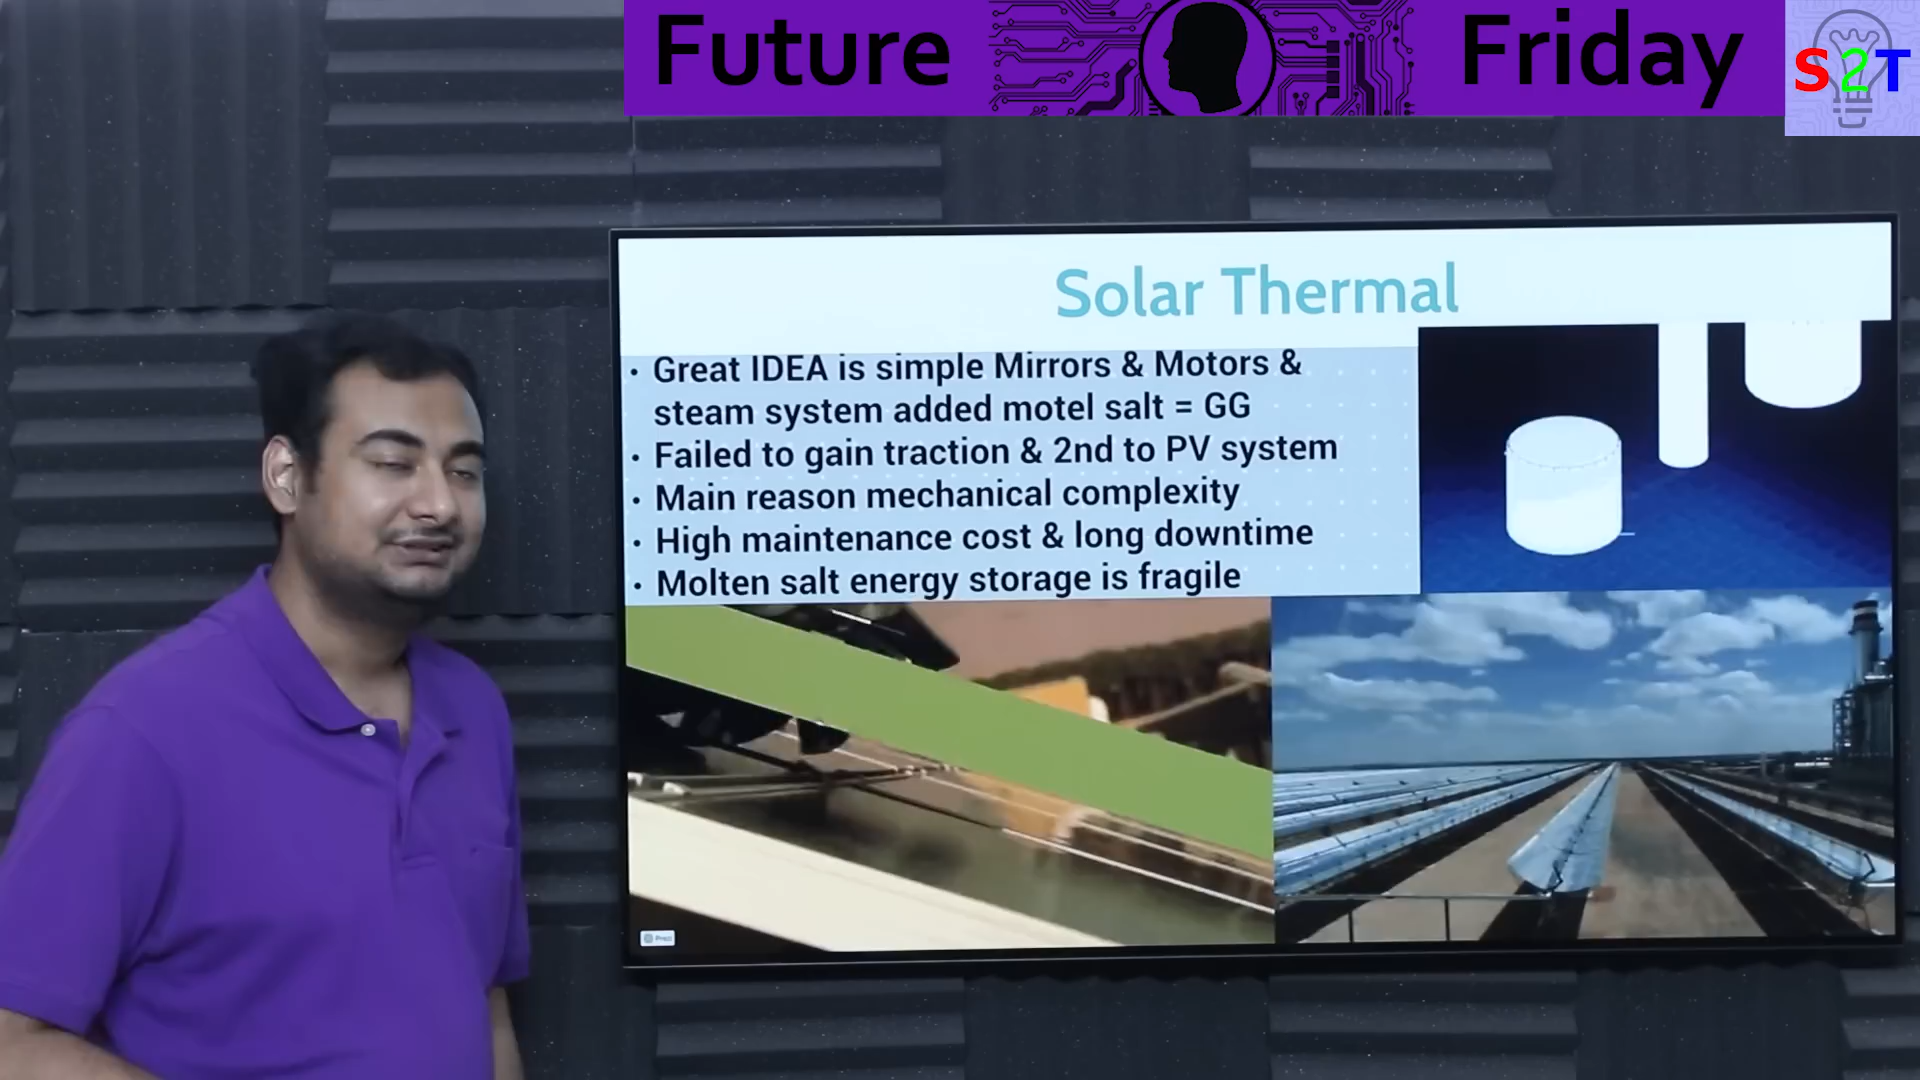 Future Friday
S2T
Solar Thermal
• Great IDEA is simple Mirrors & Motors &
steam system added motel salt = GG
• Failed to gain traction & 2nd to PV system
• Main reason mechanical complexity
• High maintenance cost & long downtime
• Molten salt energy storage is fragile
Prezi